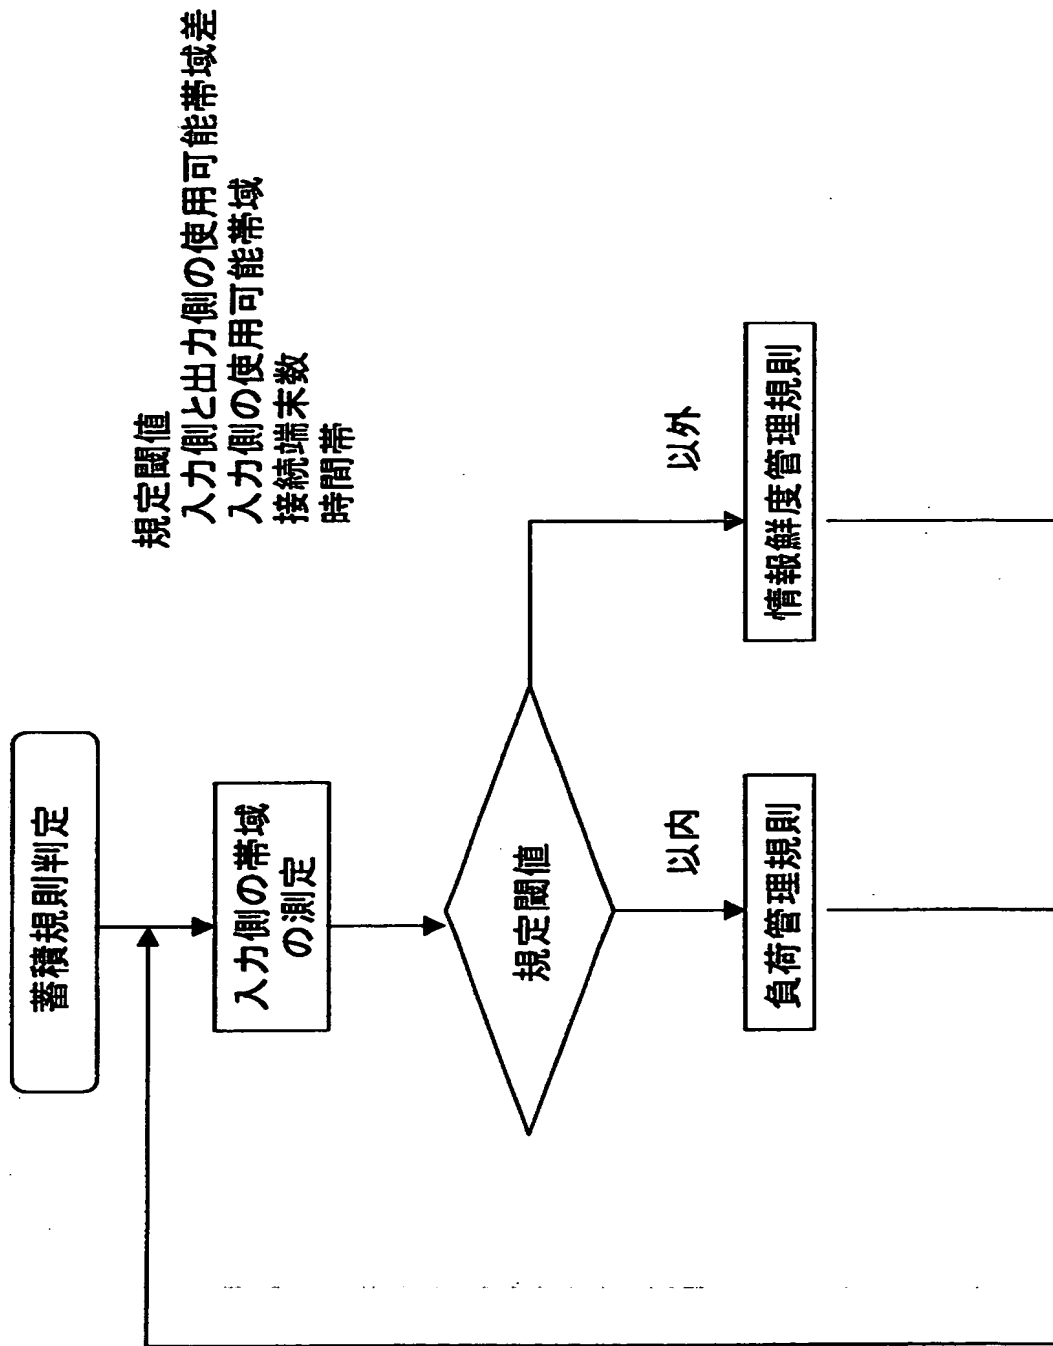 蓄積規則判定
入力側の帯域
の測定
規定閾値
以内
以外
負荷管理規則
情報鮮度管理規則
規定閾値
入力側と出力側の使用可能帯域差
入力側の使用可能帯域
接続端末数
時間帯